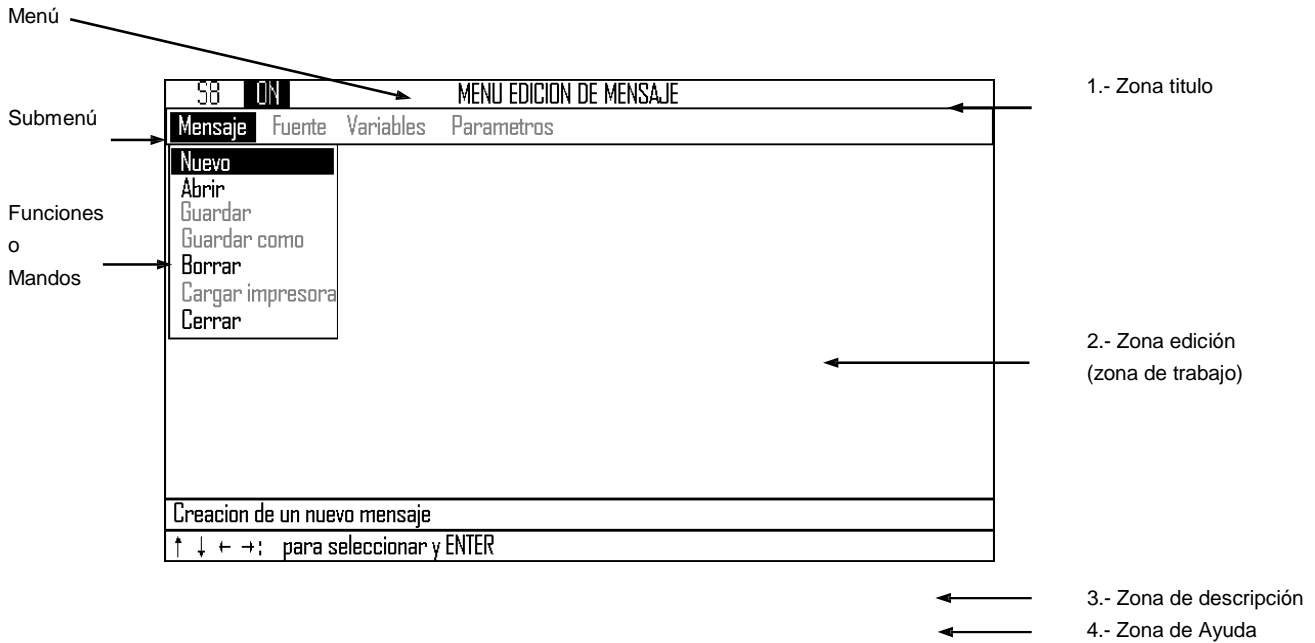 Menú
S8 ON MENU EDICION DE MENSAJE
1.- Zona titulo
Submenú
Mensaje Fuente Variables Parametros
Nuevo
Abrir
Guardar
Guardar como
Borrar
Cargar impresora
Cerrar
Funciones
o
Mandos
2.- Zona edición
(zona de trabajo)
Creacion de un nuevo mensaje
↑ ↓ ← →: para seleccionar y ENTER
3.- Zona de descripción
4.- Zona de Ayuda